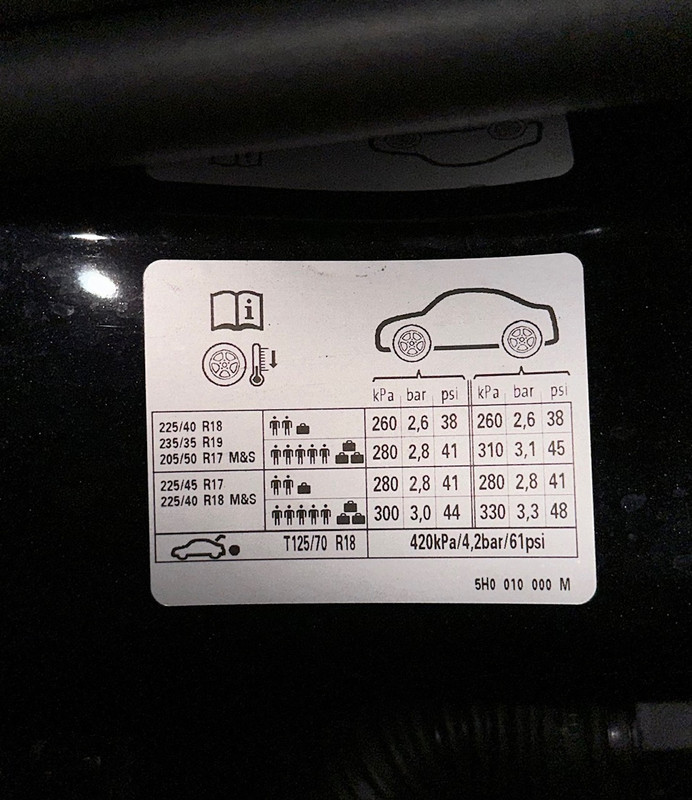 i
kPa bar psi kPa bar psi
225/40 R18
235/35 R19
205/50 R17 M&S
260 2,6 38 260 2,6 38
280 2,8 41 310 3,1 45
225/45 R17
225/40 R18 M&S
280 2,8 41 280 2,8 41
300 3,0 44 330 3,3 48
T125/70 R18 420kPa/4,2bar/61psi
5H0 010 000 M